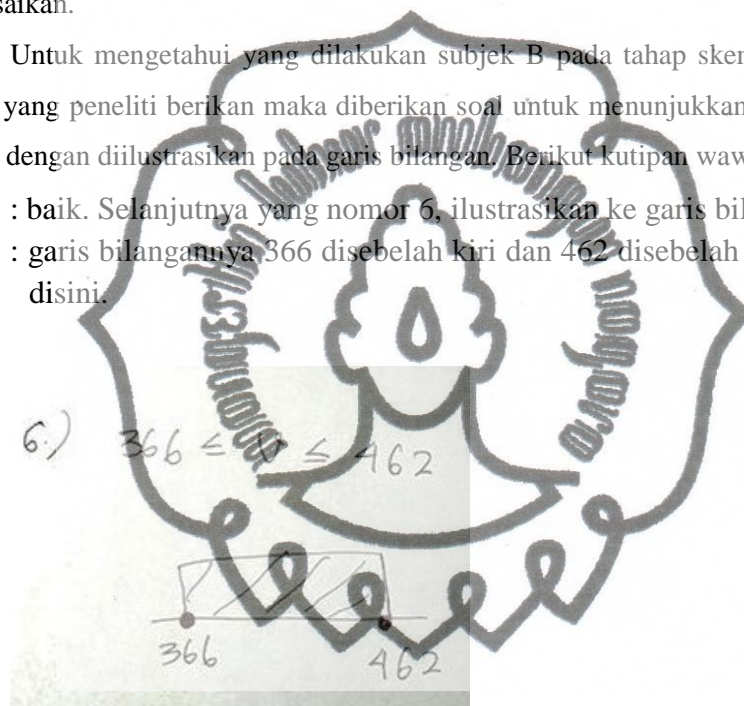 saikan.
Untuk mengetahui yang dilakukan subjek B pada tahap sken
yang peneliti berikan maka diberikan soal untuk menunjukkan
dengan diilustrasikan pada garis bilangan. Berikut kutipan waw
: baik. Selanjutnya yang nomor 6, ilustrasikan ke garis bil
: garis bilangannya 366 disebelah kiri dan 462 disebelah
disini.
6.) 366 ≤ V ≤ 462
366 462